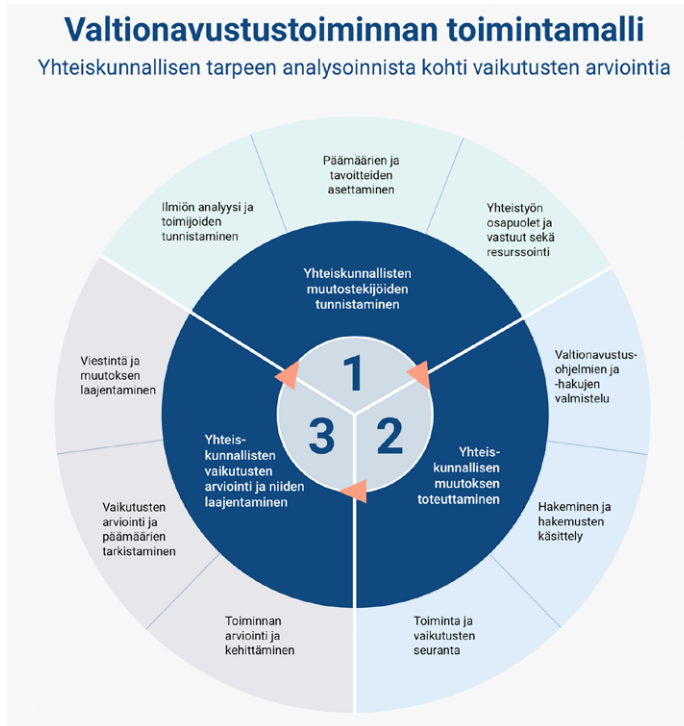 Valtionavustustoiminnan toimintamalli
Yhteiskunnallisen tarpeen analysoinnista kohti vaikutusten arviointia
Ilmiön analyysi ja
toimijoiden
tunnistaminen
Päämäärien ja
tavoitteiden
asettaminen
Yhteistyön
osapuolet ja
vastuut sekä
resurssointi
Yhteiskunnallisten
muutostekijöiden
tunnistaminen
1
Valtionavustus-
ohjelmien ja
-hakujen
valmistelu
Hakeminen ja
hakemusten
käsittely
Toiminta ja
vaikutusten
seuranta
2
Yhteis-
kunnallisen
muutoksen
toteuttaminen
Toiminnan
arviointi ja
kehittäminen
Vaikutusten
arviointi ja
päämäärien
tarkistaminen
Viestintä ja
muutoksen
laajentaminen
3
Yhteis-
kunnallisten
vaikutusten
arviointi ja niiden
laajentaminen